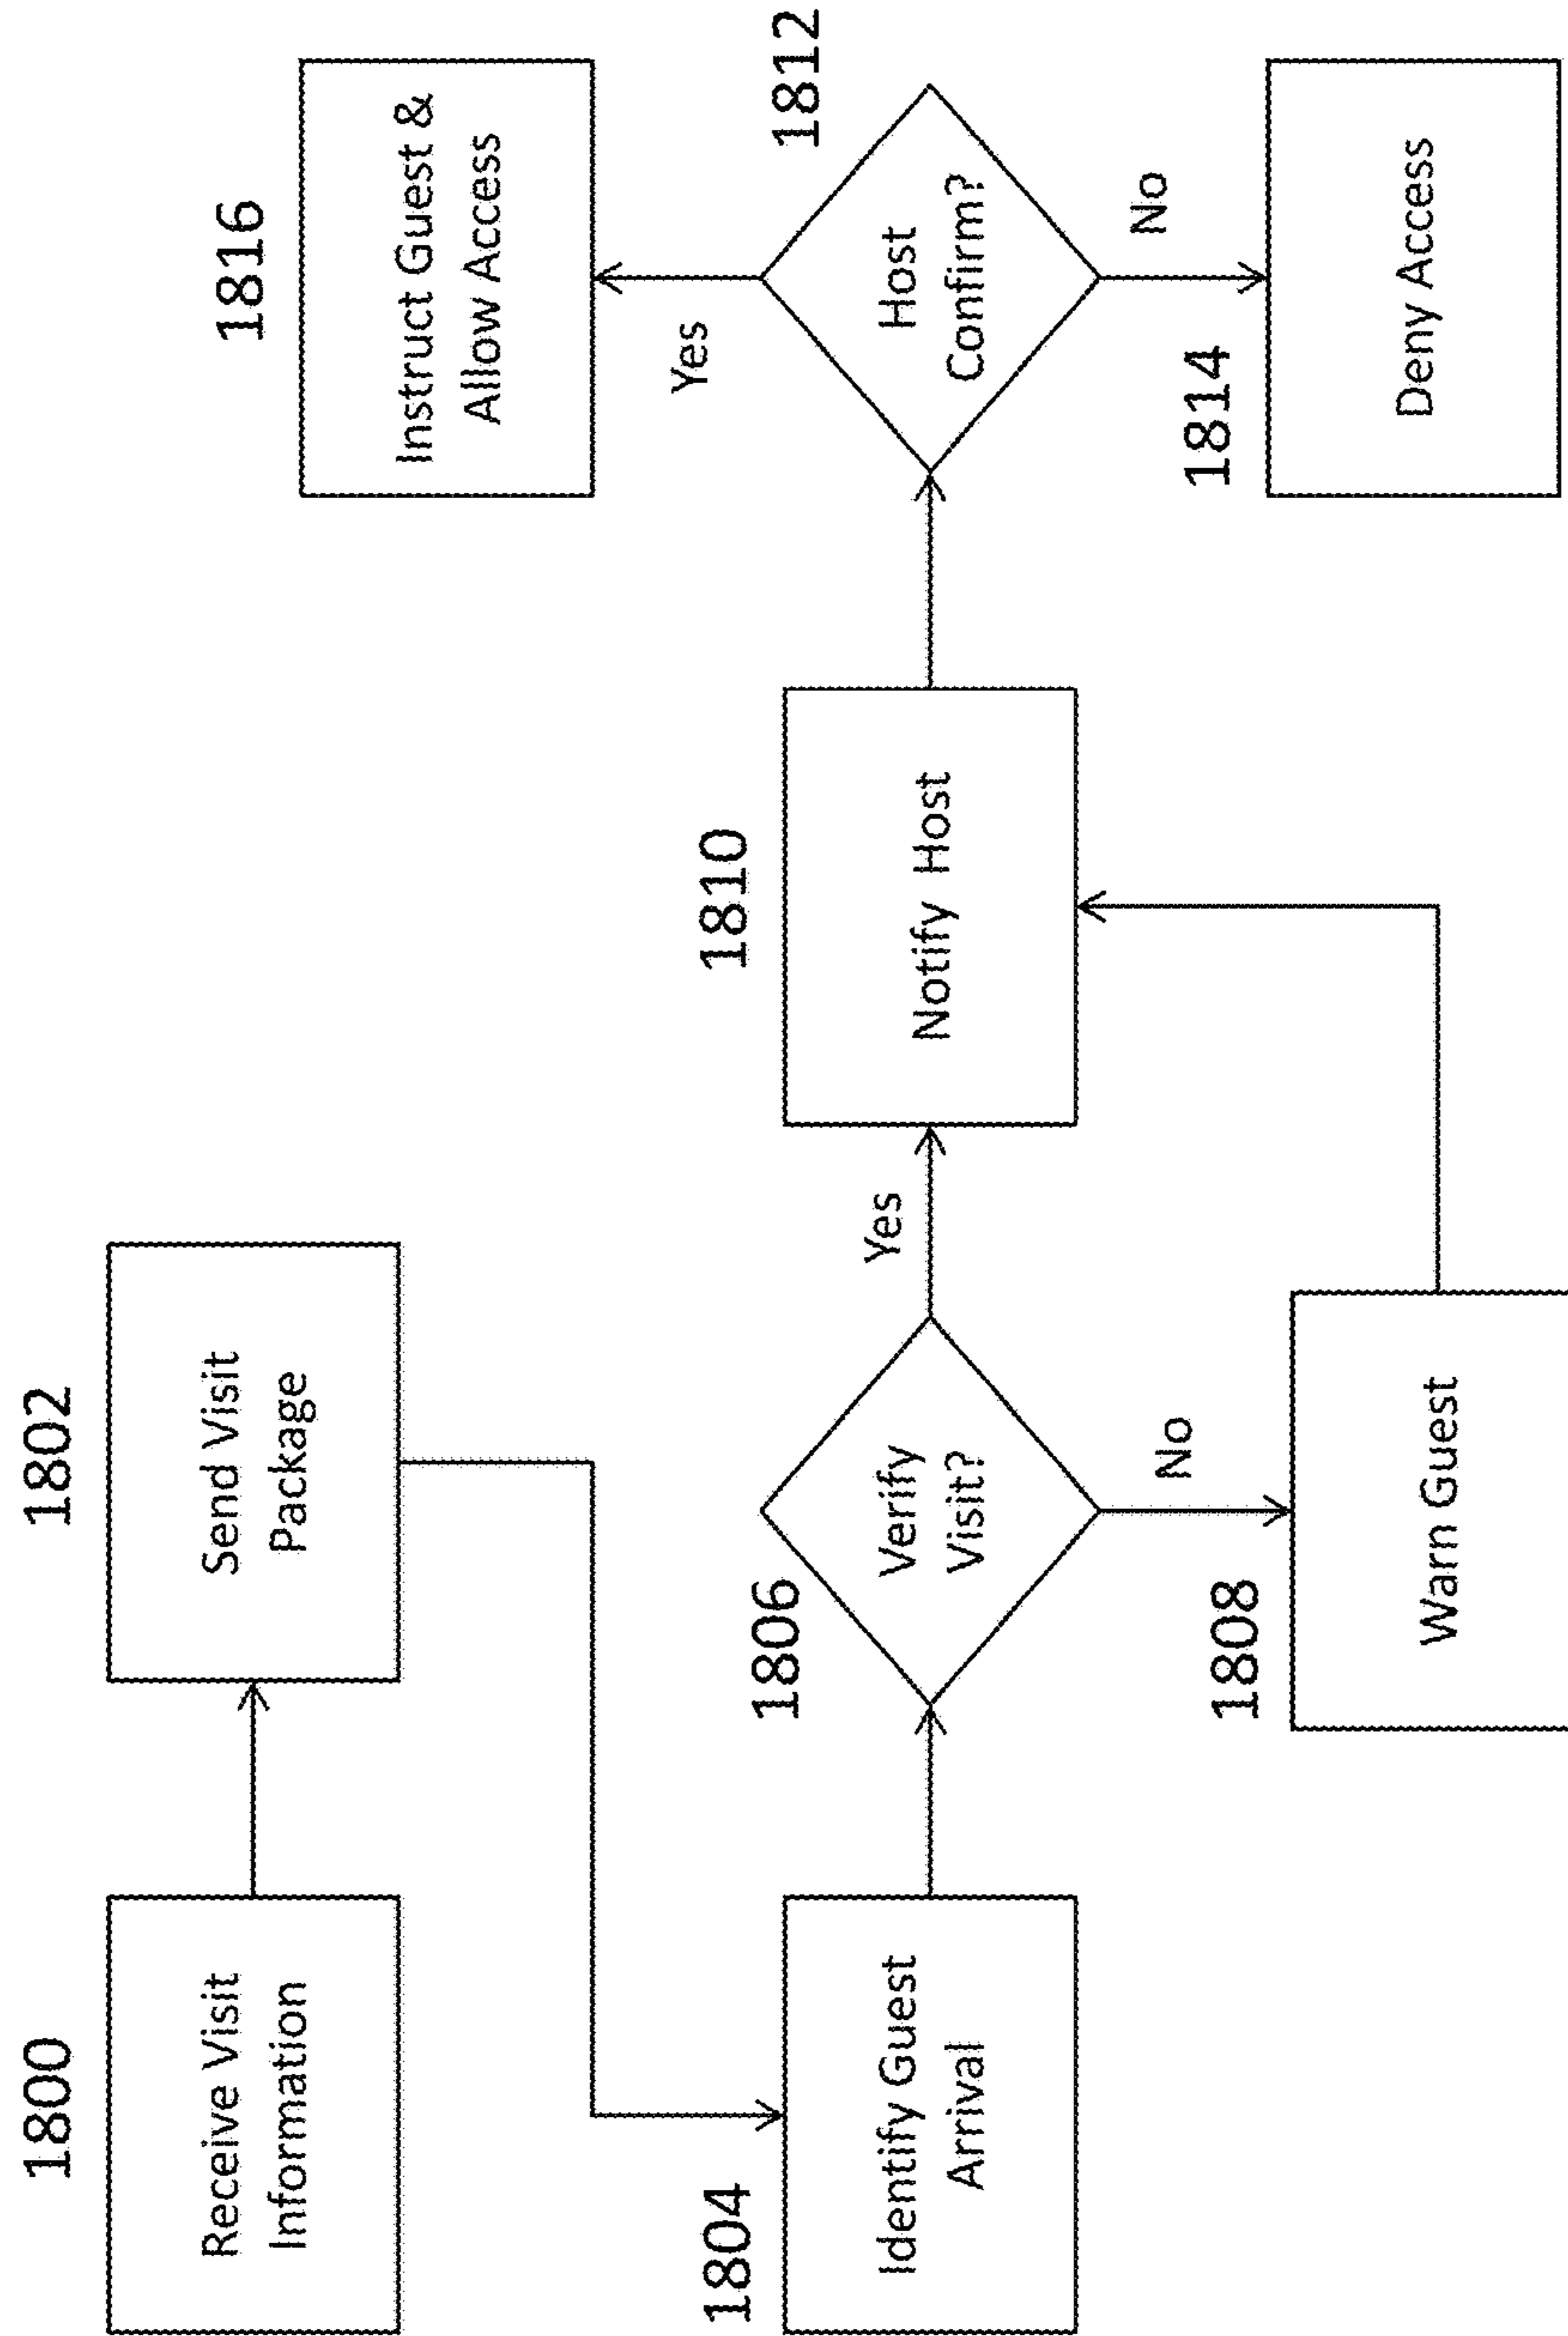 1800
Receive Visit
Information
1802
Send Visit
Package
1804
Identify Guest
Arrival
1806
Verify
Visit?
Yes
No
1808
Warn Guest
1810
Notify Host
1812
Host
Confirm?
Yes
No
1814
Deny Access
1816
Instruct Guest &
Allow Access